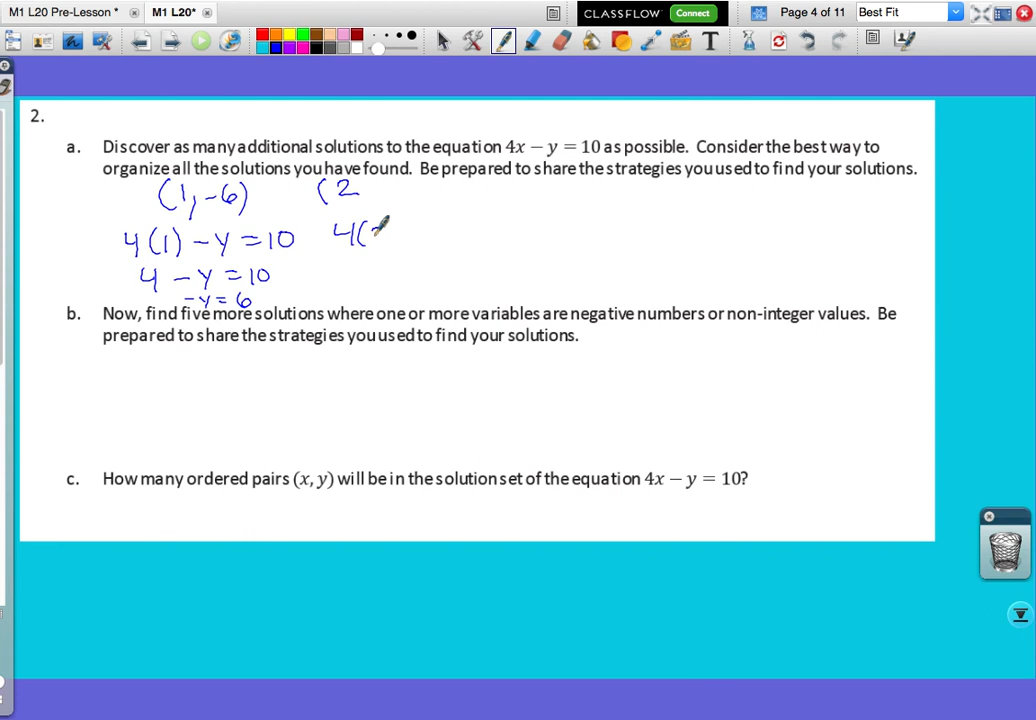 M1 L20 Pre-Lesson *
M1 L20*
CLASSFLOW
Connect
Page 4 of 11
Best Fit
T
2.
a. Discover as many additional solutions to the equation 4x − y = 10 as possible. Consider the best way to
organize all the solutions you have found. Be prepared to share the strategies you used to find your solutions.
(1, -6) (2
4(1) - y = 10 4(
4 - y = 10
-y = 6
b. Now, find five more solutions where one or more variables are negative numbers or non-integer values. Be
prepared to share the strategies you used to find your solutions.
c. How many ordered pairs (x, y) will be in the solution set of the equation 4x − y = 10?